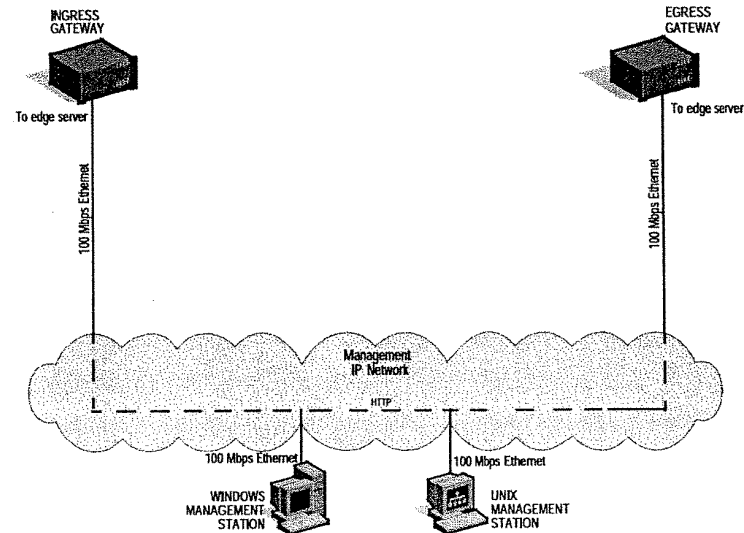 INGRESS
GATEWAY
EGRESS
GATEWAY
To edge server
To edge server
100 Mbps Ethernet
100 Mbps Ethernet
Management
IP Network
HTTP
100 Mbps Ethernet
100 Mbps Ethernet
WINDOWS
MANAGEMENT
STATION
UNIX
MANAGEMENT
STATION